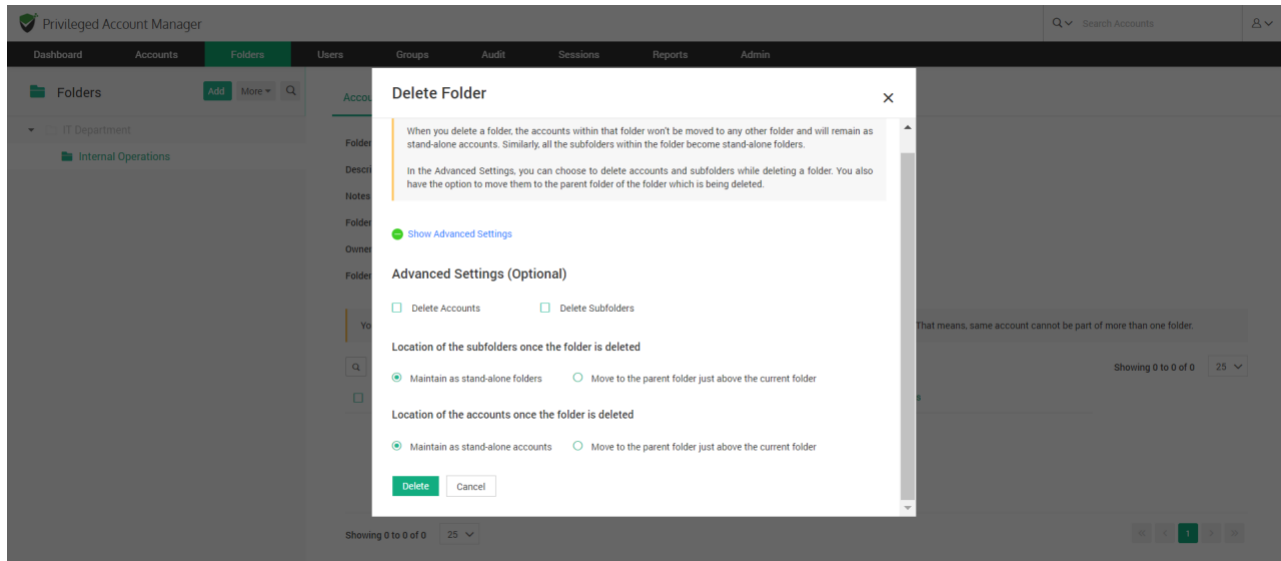 Privileged Account Manager
Search Accounts
Dashboard Accounts Folders Users Groups Audit Sessions Reports Admin
Folders Add More
IT Department
Internal Operations
Accou
Folder
Descri
Notes
Folder
Owner
Folder
Yo
That means, same account cannot be part of more than one folder.
Showing 0 to 0 of 0 25
s
Showing 0 to 0 of 0 25
1
Delete Folder
When you delete a folder, the accounts within that folder won't be moved to any other folder and will remain as
stand-alone accounts. Similarly, all the subfolders within the folder become stand-alone folders.
In the Advanced Settings, you can choose to delete accounts and subfolders while deleting a folder. You also
have the option to move them to the parent folder of the folder which is being deleted.
Show Advanced Settings
Advanced Settings (Optional)
Delete Accounts Delete Subfolders
Location of the subfolders once the folder is deleted
Maintain as stand-alone folders Move to the parent folder just above the current folder
Location of the accounts once the folder is deleted
Maintain as stand-alone accounts Move to the parent folder just above the current folder
Delete Cancel